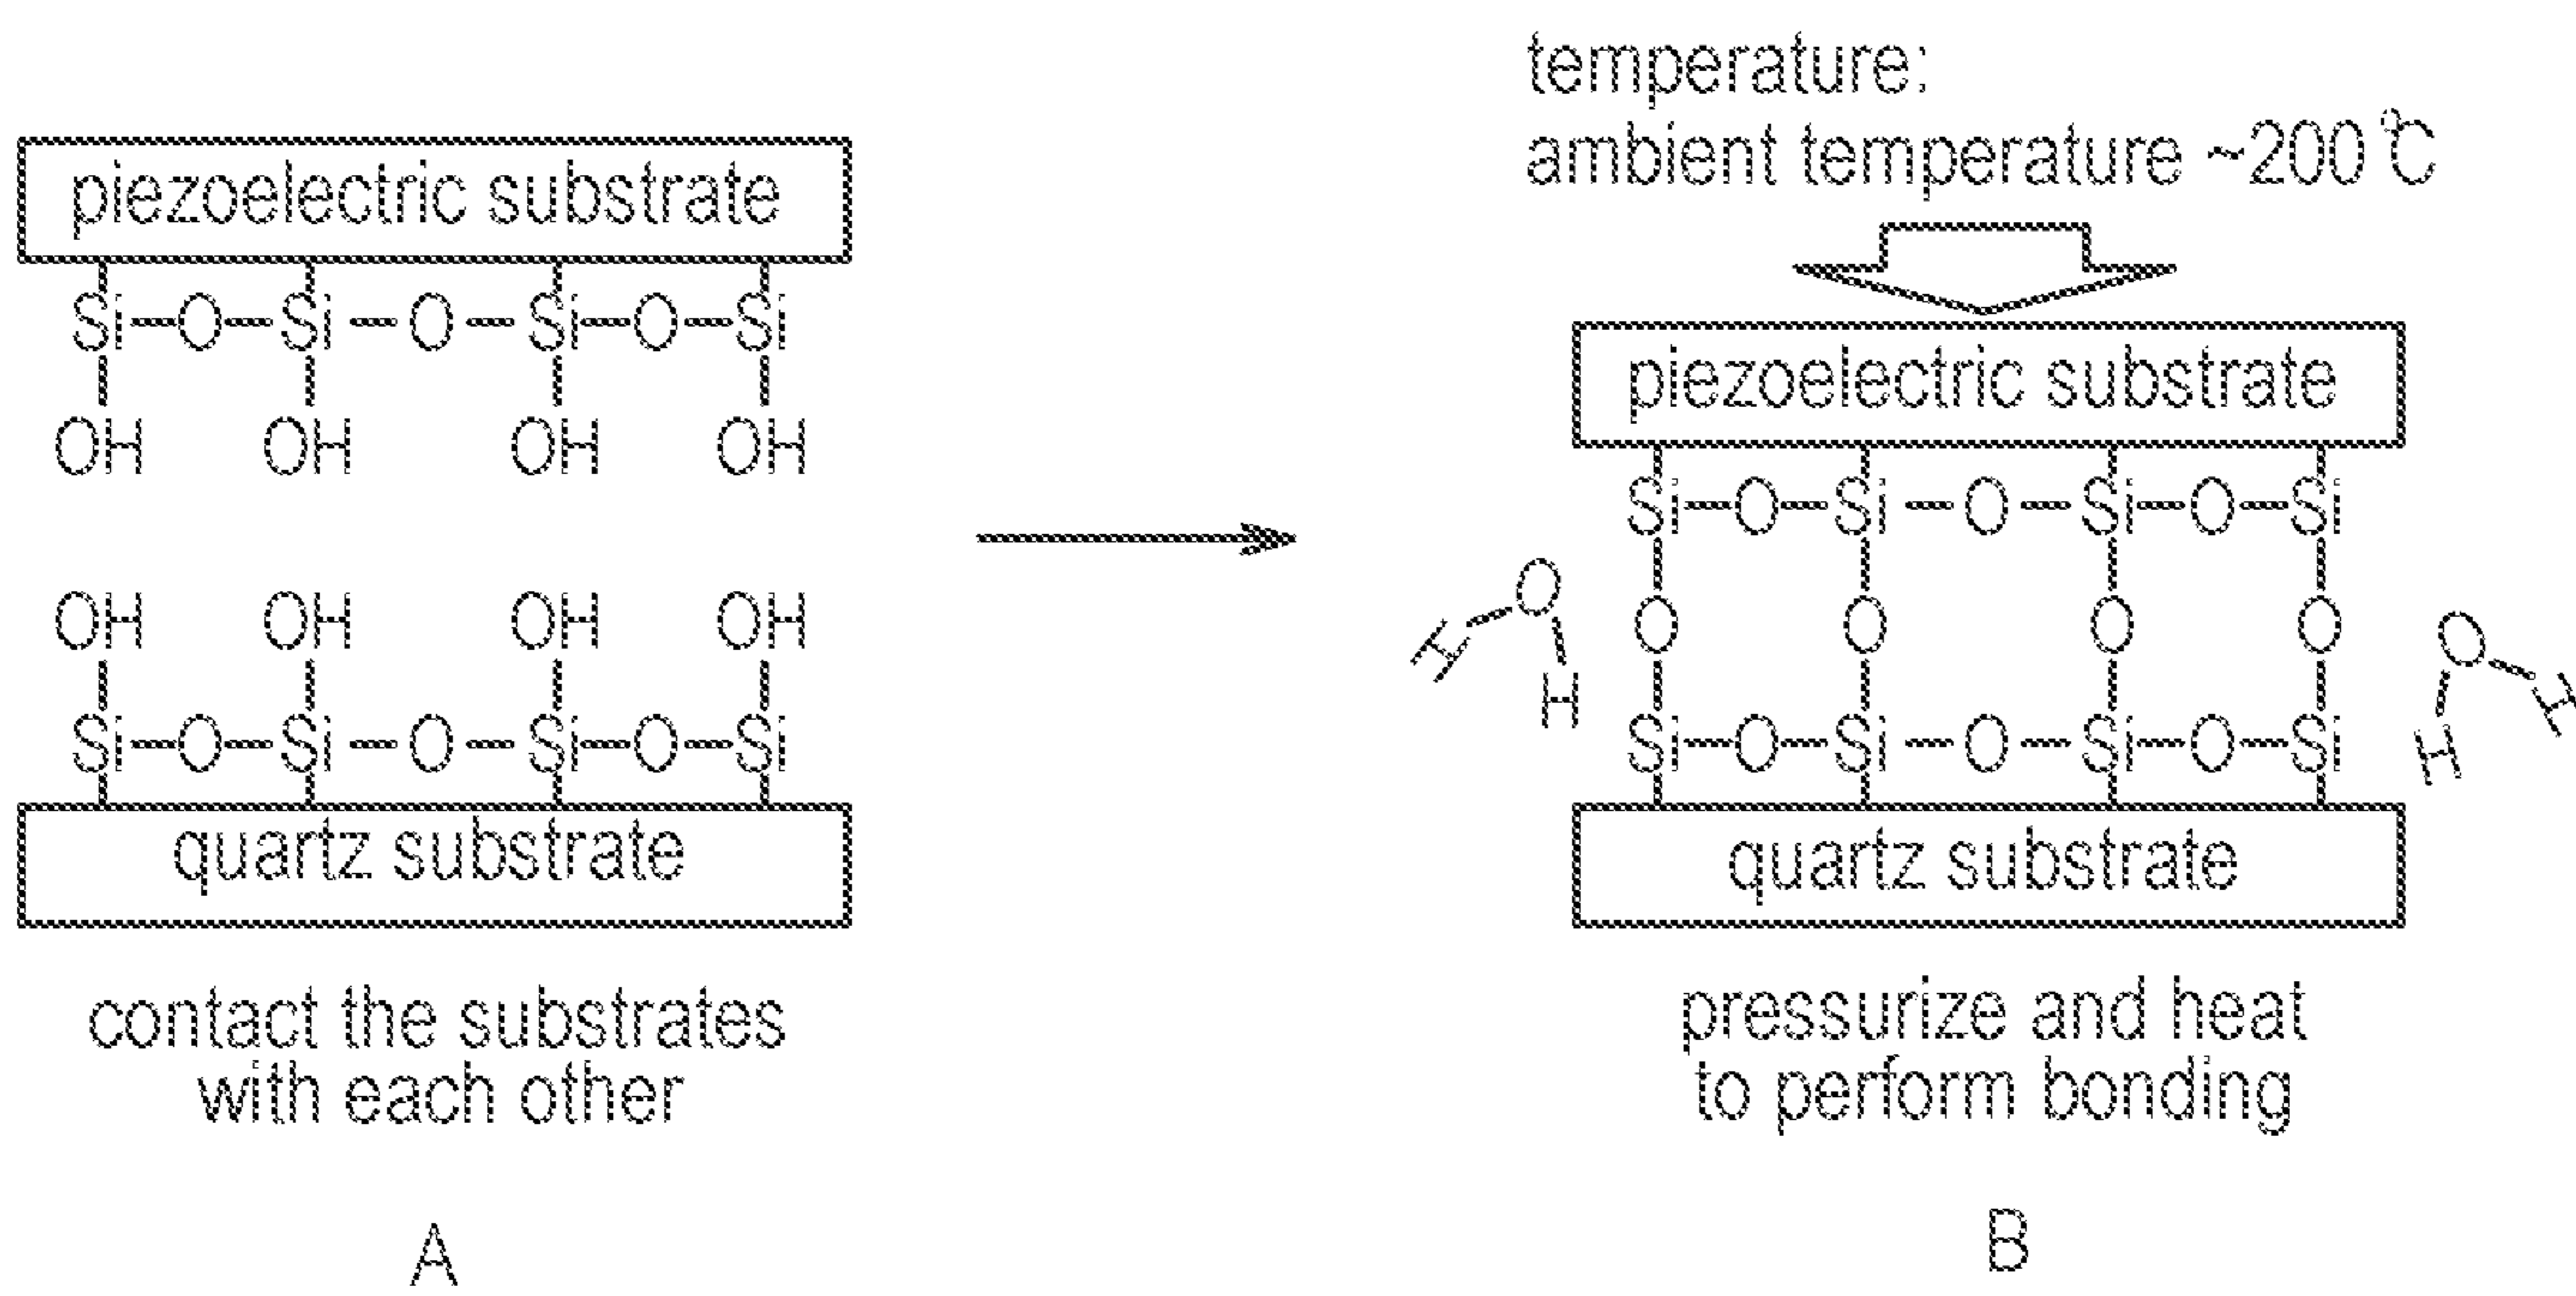 temperature:
ambient temperature ~200℃
piezoelectric substrate
Si-O-Si-O-Si-O-Si
OH OH OH OH
OH OH OH OH
Si-O-Si-O-Si-O-Si
quartz substrate
contact the substrates
with each other
A
piezoelectric substrate
Si-O-Si-O-Si-O-Si
O O O O
Si-O-Si-O-Si-O-Si
O
H H
O
H H
quartz substrate
pressurize and heat
to perform bonding
B